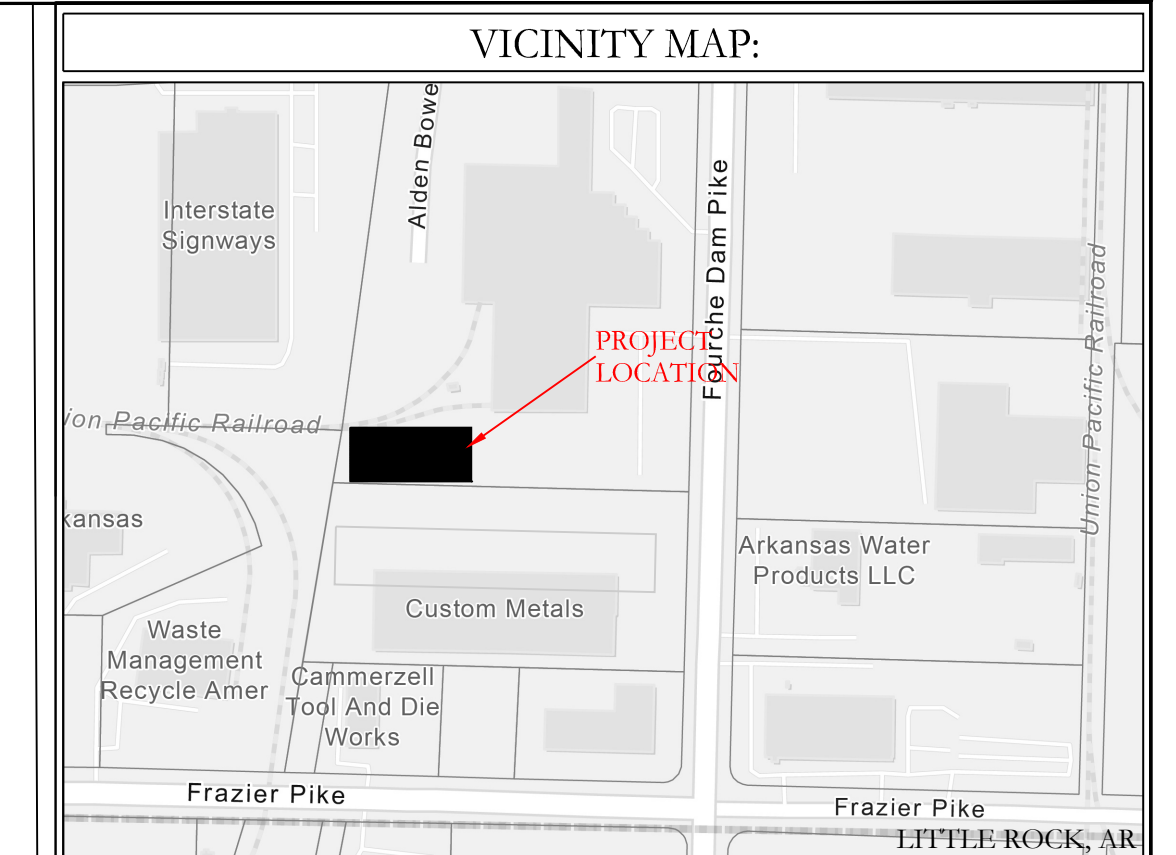 VICINITY MAP:
Alden Bowe
Interstate
Signways
Fourche Dam Pike
Union Pacific Railroad
PROJECT
LOCATION
ion Pacific Railroad
kansas
Arkansas Water
Products LLC
Custom Metals
Waste
Management
Recycle Amer
Cammerzell
Tool And Die
Works
Frazier Pike
Frazier Pike
LITTLE ROCK, AR